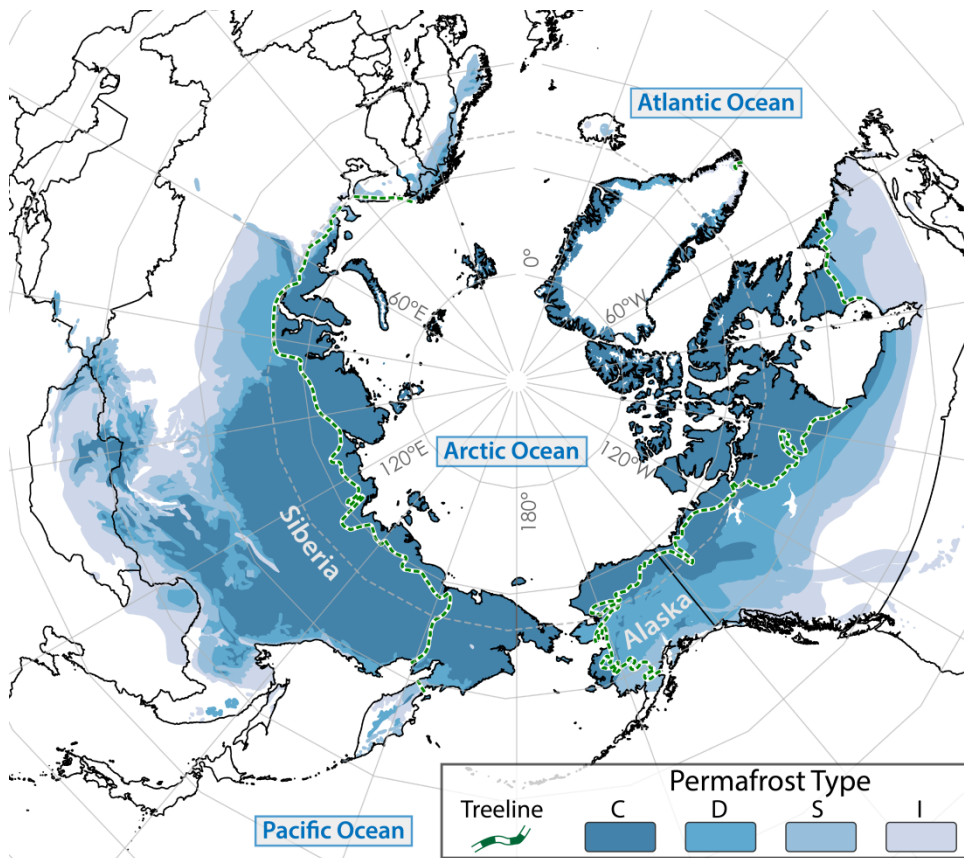 Atlantic Ocean
0°
60°E
60°W
Arctic Ocean
120°E
120°W
180°
Siberia
Alaska
Pacific Ocean
Permafrost Type
Treeline
C
D
S
I